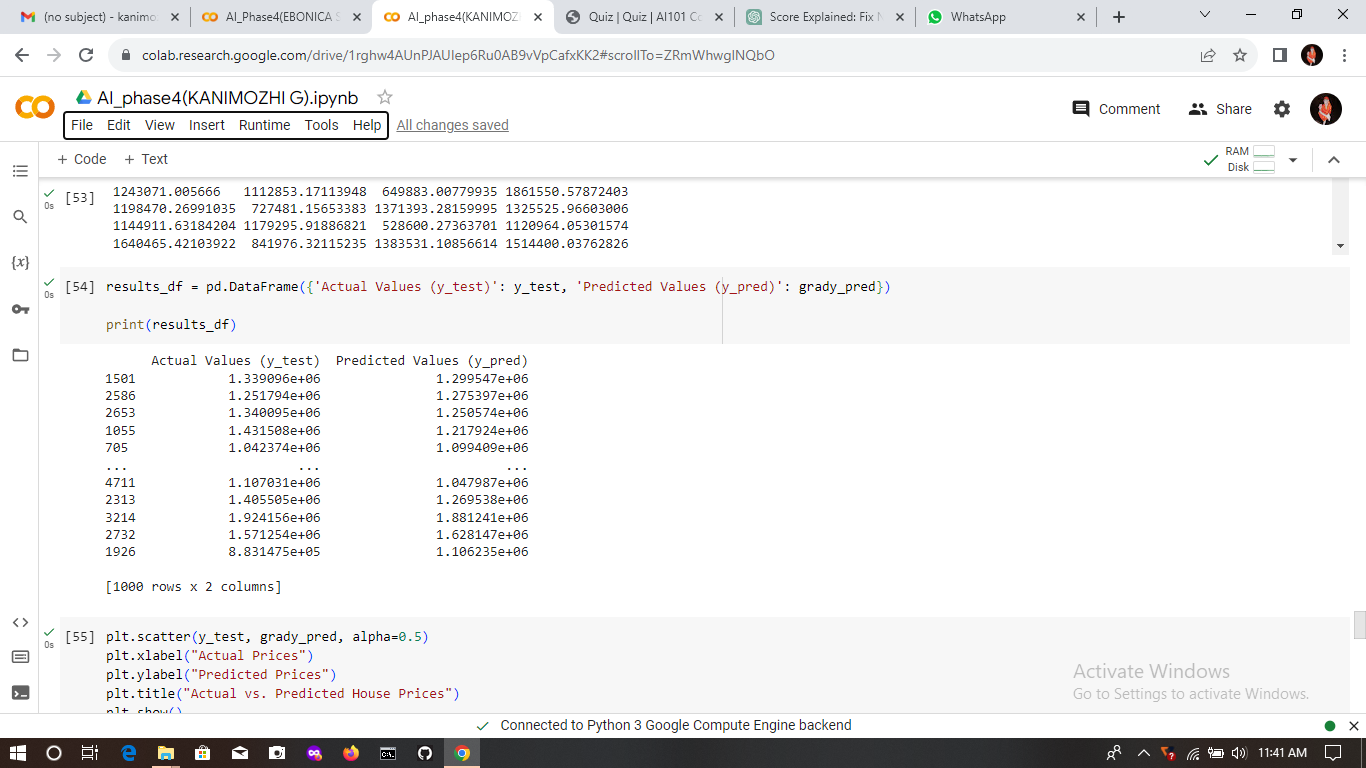 (no subject) - kanimo
AI_Phase4(EBONICA S
AI_phase4(KANIMOZ
Quiz | Quiz | AI101 Co
Score Explained: Fix N
WhatsApp
colab.research.google.com/drive/1rghw4AUnPJAUlep6Ru0AB9vVpCafxKK2#scrollTo=ZRmWhwglNQbO
CO
AI_phase4(KANIMOZHI G).ipynb
Comment
Share
File Edit View Insert Runtime Tools Help All changes saved
+ Code + Text
RAM
Disk
[53] 1243071.005666 1112853.17113948 649883.00779935 1861550.57872403
0s
1198470.26991035 727481.15653383 1371393.28159995 1325525.96603006
1144911.63184204 1179295.91886821 528600.27363701 1120964.05301574
1640465.42103922 841976.32115235 1383531.10856614 1514400.03762826
{x}
[54] results_df = pd.DataFrame({'Actual Values (y_test)': y_test, 'Predicted Values (y_pred)': grady_pred})
0s
print(results_df)
Actual Values (y_test) Predicted Values (y_pred)
1501 1.339096e+06 1.299547e+06
2586 1.251794e+06 1.275397e+06
2653 1.340095e+06 1.250574e+06
1055 1.431508e+06 1.217924e+06
705 1.042374e+06 1.099409e+06
... ... ...
4711 1.107031e+06 1.047987e+06
2313 1.405505e+06 1.269538e+06
3214 1.924156e+06 1.881241e+06
2732 1.571254e+06 1.628147e+06
1926 8.831475e+05 1.106235e+06
[1000 rows x 2 columns]
[55] plt.scatter(y_test, grady_pred, alpha=0.5)
0s
plt.xlabel("Actual Prices")
plt.ylabel("Predicted Prices")
plt.title("Actual vs. Predicted House Prices")
plt.show()
Activate Windows
Go to Settings to activate Windows.
Connected to Python 3 Google Compute Engine backend
11:41 AM